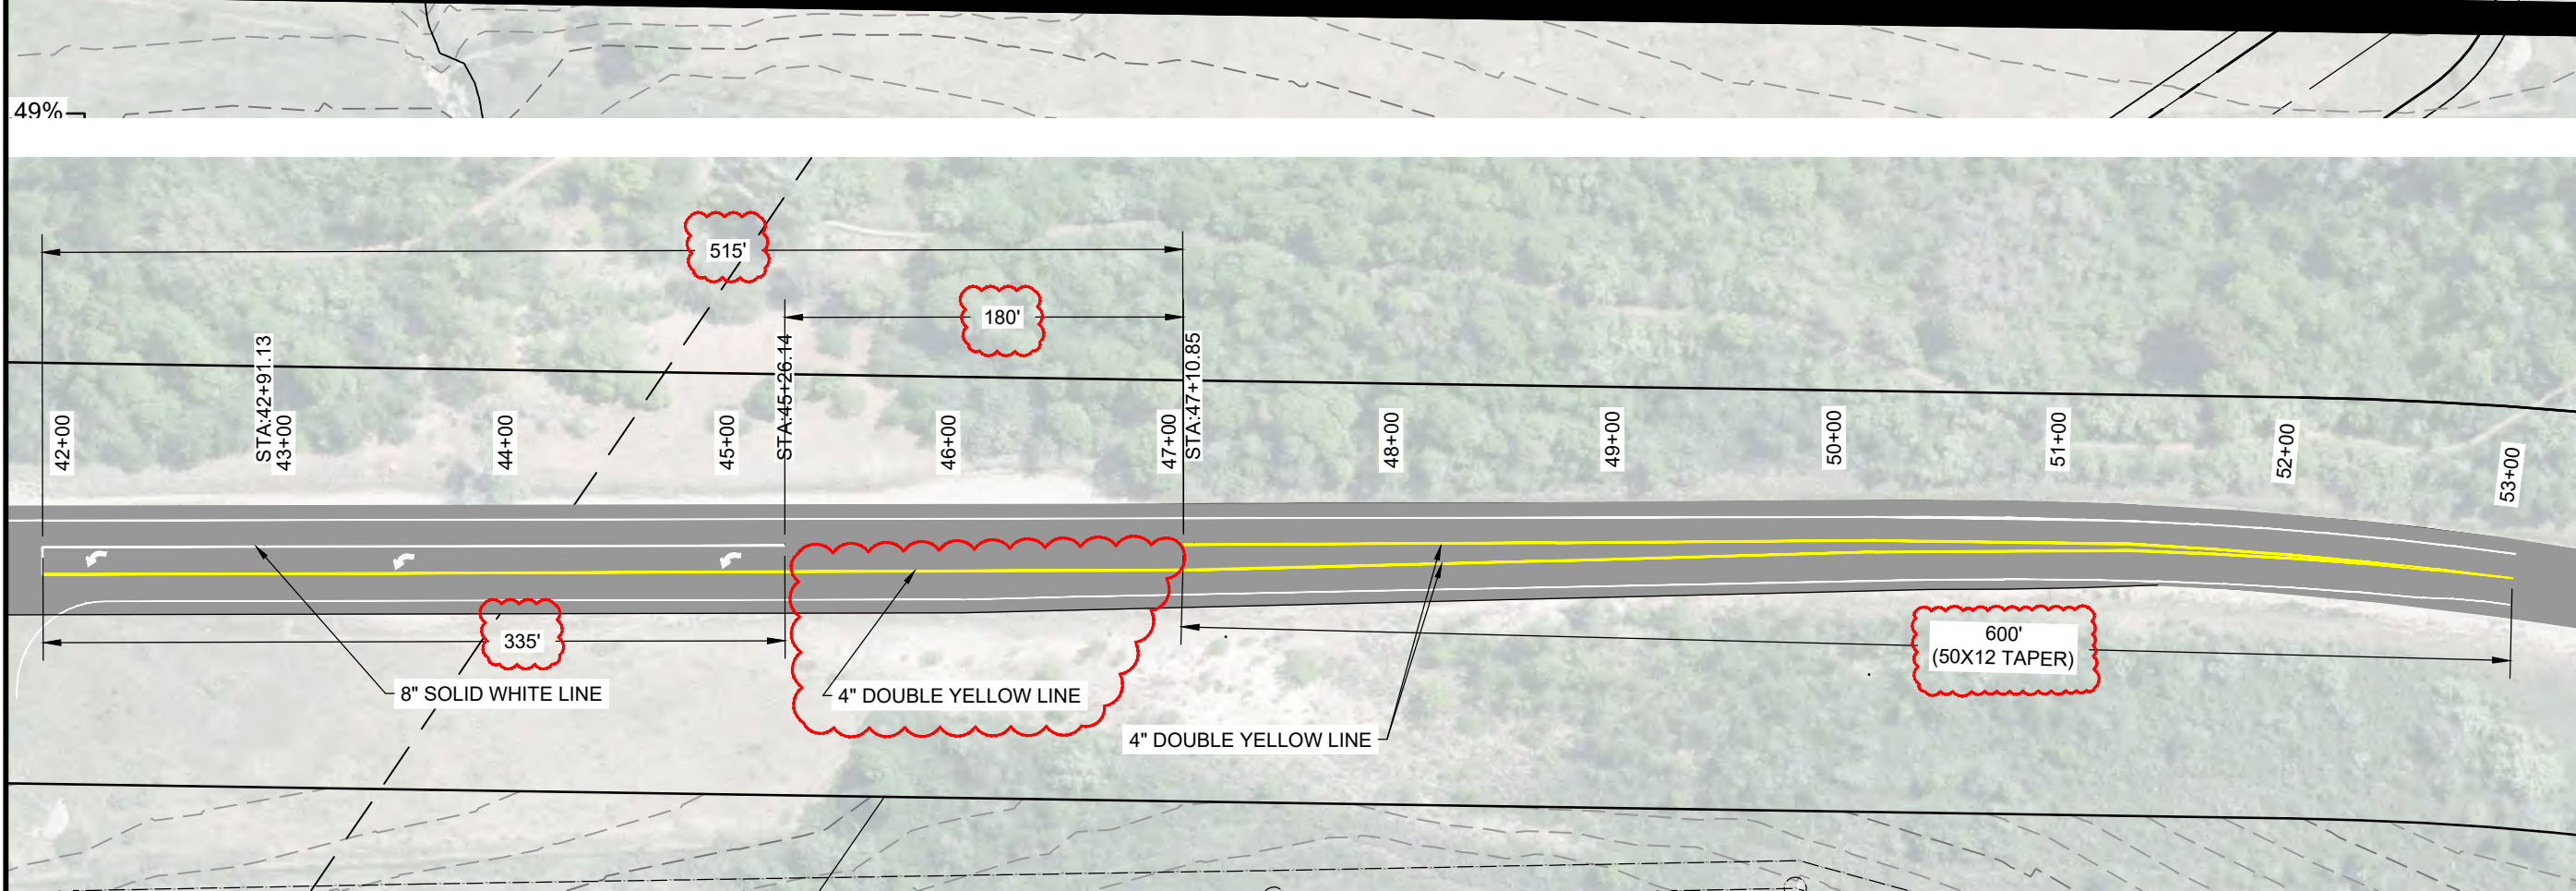 49%
515'
180'
STA:42+91.13
STA:45+26.14
STA:47+10.85
42+00
43+00
44+00
45+00
46+00
47+00
48+00
49+00
50+00
51+00
52+00
53+00
335'
600'
(50X12 TAPER)
8" SOLID WHITE LINE
4" DOUBLE YELLOW LINE
4" DOUBLE YELLOW LINE